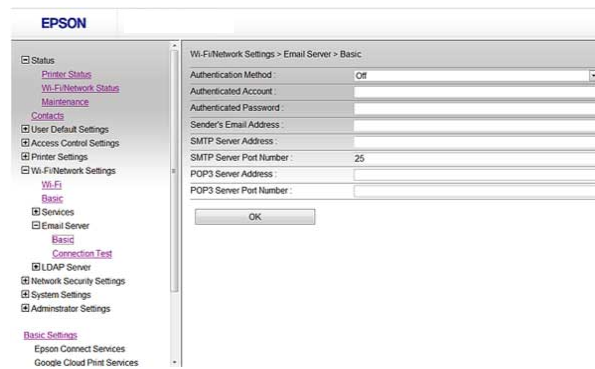 EPSON
Status
Printer Status
Wi-Fi/Network Status
Maintenance
Contacts
User Default Settings
Access Control Settings
Printer Settings
Wi-Fi/Network Settings
Wi-Fi
Basic
Services
Email Server
Basic
Connection Test
LDAP Server
Network Security Settings
System Settings
Adminstrator Settings
Basic Settings
Epson Connect Services
Google Cloud Print Services
Wi-Fi/Network Settings > Email Server > Basic
Authentication Method : Off
Authenticated Account :
Authenticated Password :
Sender's Email Address :
SMTP Server Address :
SMTP Server Port Number : 25
POP3 Server Address :
POP3 Server Port Number :
OK